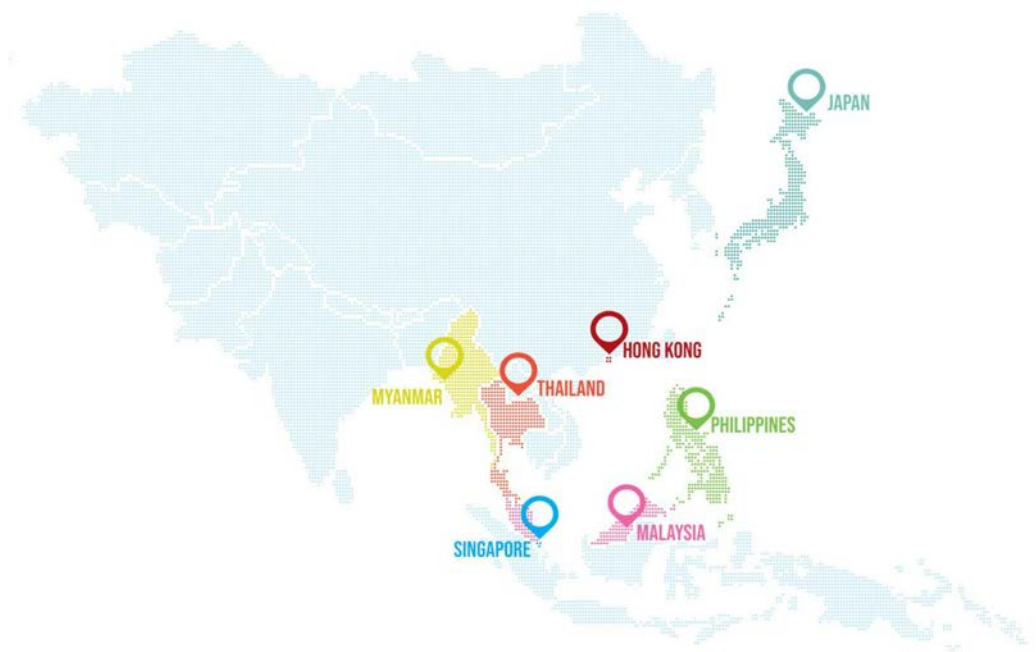 JAPAN
HONG KONG
MYANMAR
THAILAND
PHILIPPINES
MALAYSIA
SINGAPORE